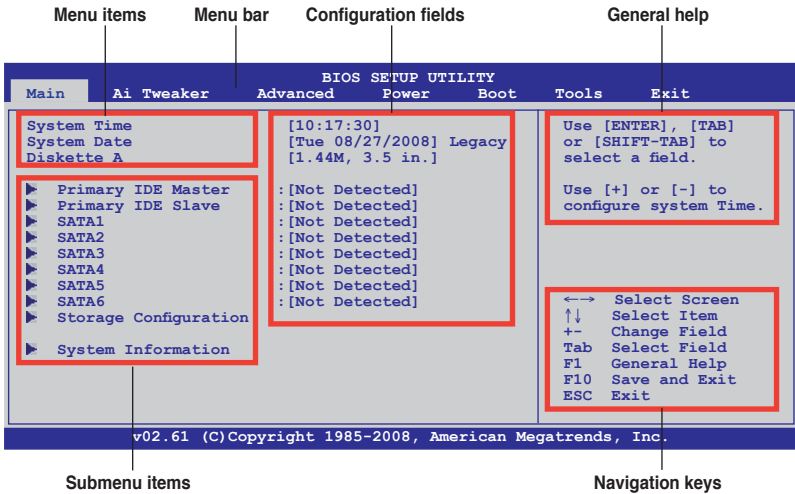 Menu items Menu bar Configuration fields General help
BIOS SETUP UTILITY
Main Ai Tweaker Advanced Power Boot Tools Exit
System Time [10:17:30]
System Date [Tue 08/27/2008] Legacy
Diskette A [1.44M, 3.5 in.]
Primary IDE Master :[Not Detected]
Primary IDE Slave :[Not Detected]
SATA1 :[Not Detected]
SATA2 :[Not Detected]
SATA3 :[Not Detected]
SATA4 :[Not Detected]
SATA5 :[Not Detected]
SATA6 :[Not Detected]
Storage Configuration
System Information
Use [ENTER], [TAB]
or [SHIFT-TAB] to
select a field.
Use [+] or [-] to
configure system Time.
←→ Select Screen
↑↓ Select Item
+- Change Field
Tab Select Field
F1 General Help
F10 Save and Exit
ESC Exit
v02.61 (C)Copyright 1985-2008, American Megatrends, Inc.
Submenu items Navigation keys